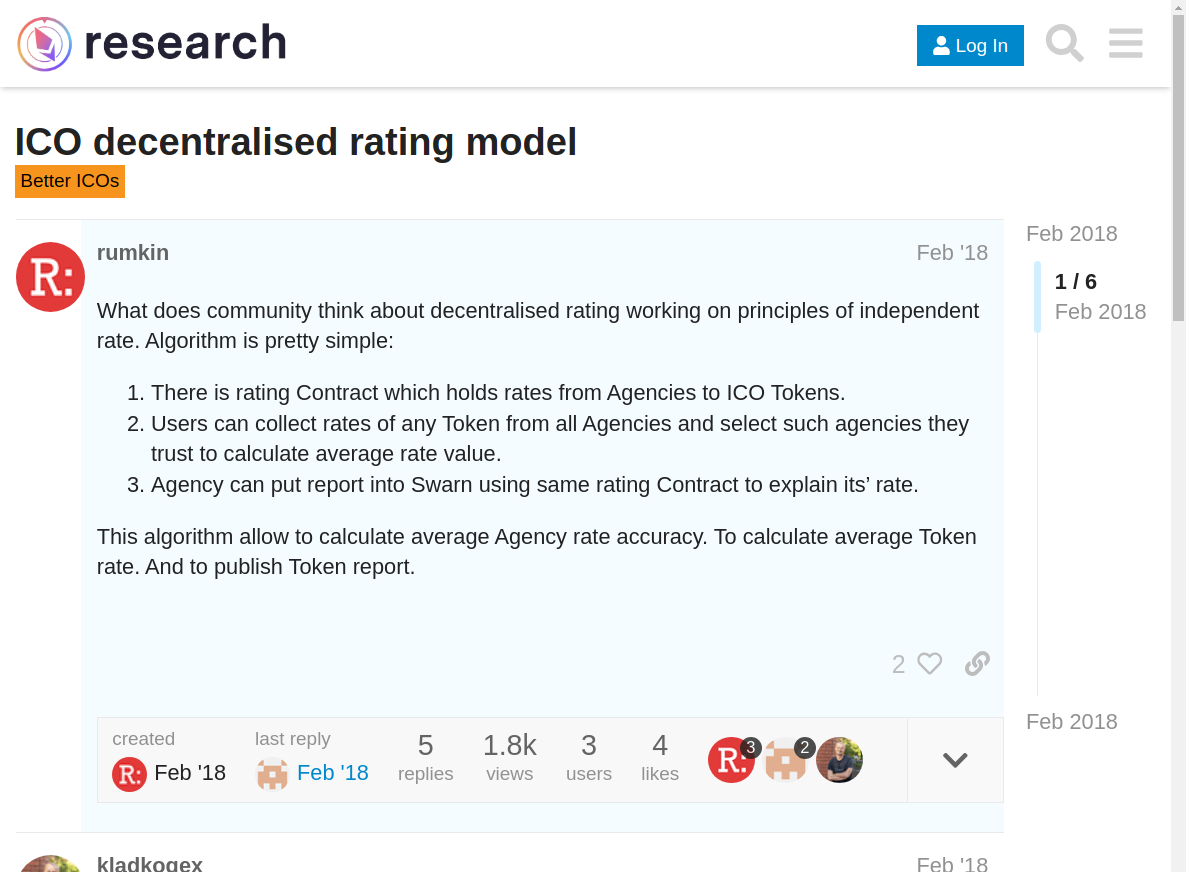 research
Log In
ICO decentralised rating model
Better ICOs
rumkin
Feb '18
Feb 2018
1 / 6
Feb 2018
R:
What does community think about decentralised rating working on principles of independent
rate. Algorithm is pretty simple:
1. There is rating Contract which holds rates from Agencies to ICO Tokens.
2. Users can collect rates of any Token from all Agencies and select such agencies they
trust to calculate average rate value.
3. Agency can put report into Swarn using same rating Contract to explain its’ rate.
This algorithm allow to calculate average Agency rate accuracy. To calculate average Token
rate. And to publish Token report.
2
Feb 2018
created
R: Feb '18
last reply
Feb '18
5
replies
1.8k
views
3
users
4
likes
R: 3
2
kladkogex
Feb '18